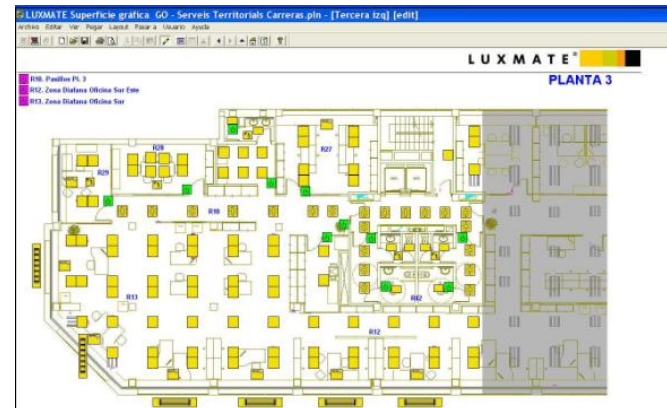 LUXMATE Superficie gráfica GO - Serveis Territorials Carreras.pln - [Tercera izq] [edit]
Archivo Editar Ver Pegar Layout Pasar a Usuario Ayuda
LUXMATE®
PLANTA 3
R10. Pasillos Pl. 3
R12. Zona Diafana Oficina Sur Este
R13. Zona Diafana Oficina Sur
R28
R27
R29
R10
R13
R02
R12